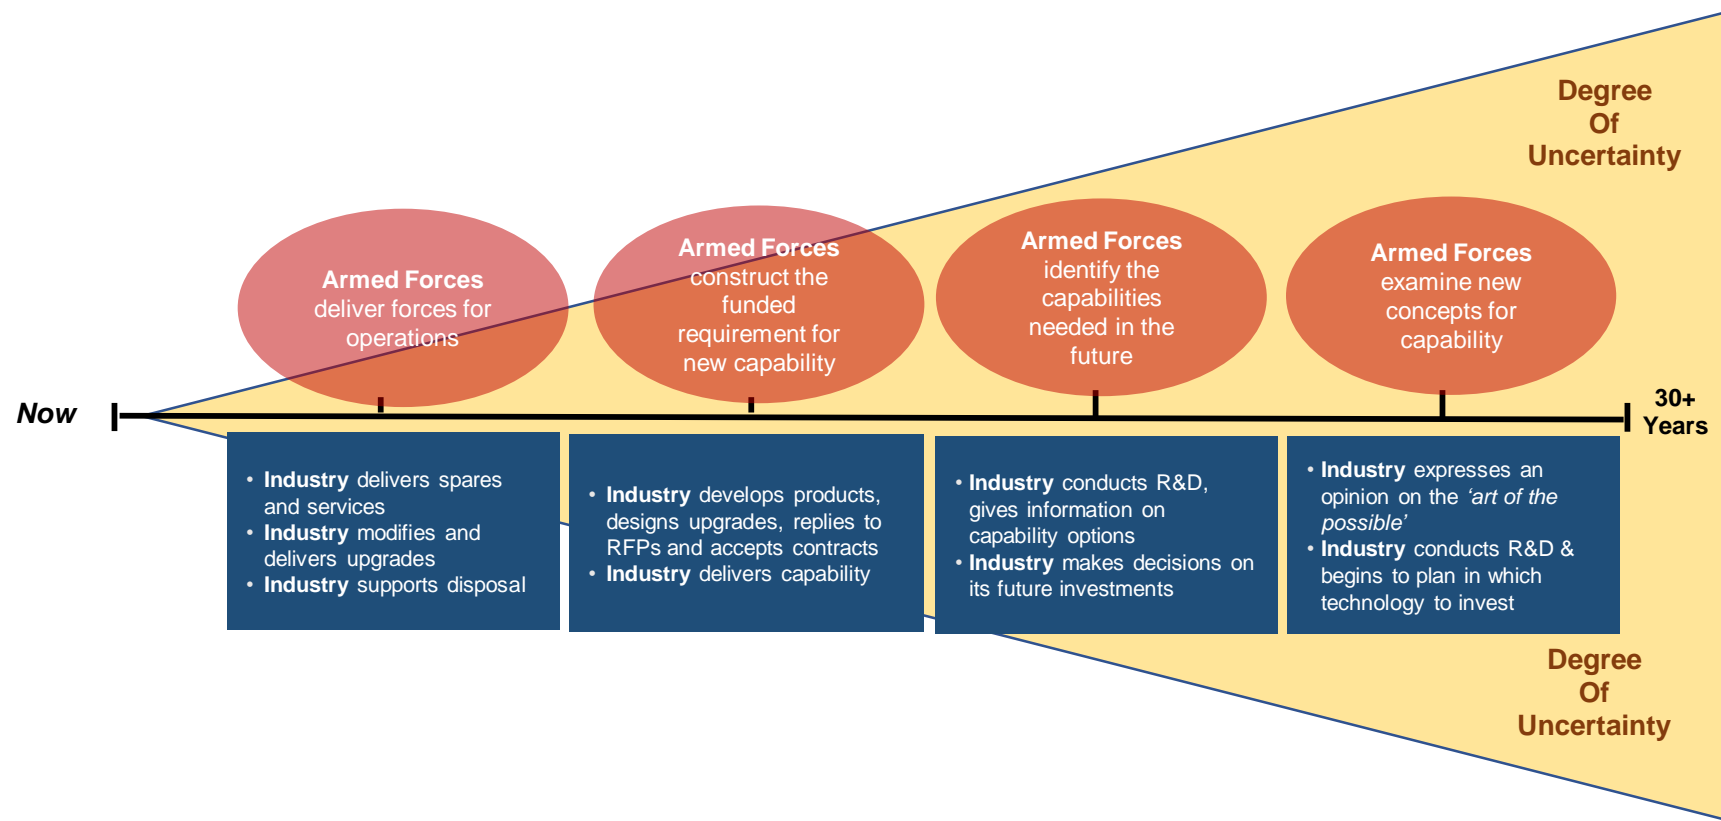 Degree
Of
Uncertainty
Armed Forces
deliver forces for
operations
Armed Forces
construct the
funded
requirement for
new capability
Armed Forces
identify the
capabilities
needed in the
future
Armed Forces
examine new
concepts for
capability
Now
30+
Years
• Industry delivers spares
and services
• Industry modifies and
delivers upgrades
• Industry supports disposal
• Industry develops products,
designs upgrades, replies to
RFPs and accepts contracts
• Industry delivers capability
• Industry conducts R&D,
gives information on
capability options
• Industry makes decisions on
its future investments
• Industry expresses an
opinion on the ‘art of the
possible’
• Industry conducts R&D &
begins to plan in which
technology to invest
Degree
Of
Uncertainty